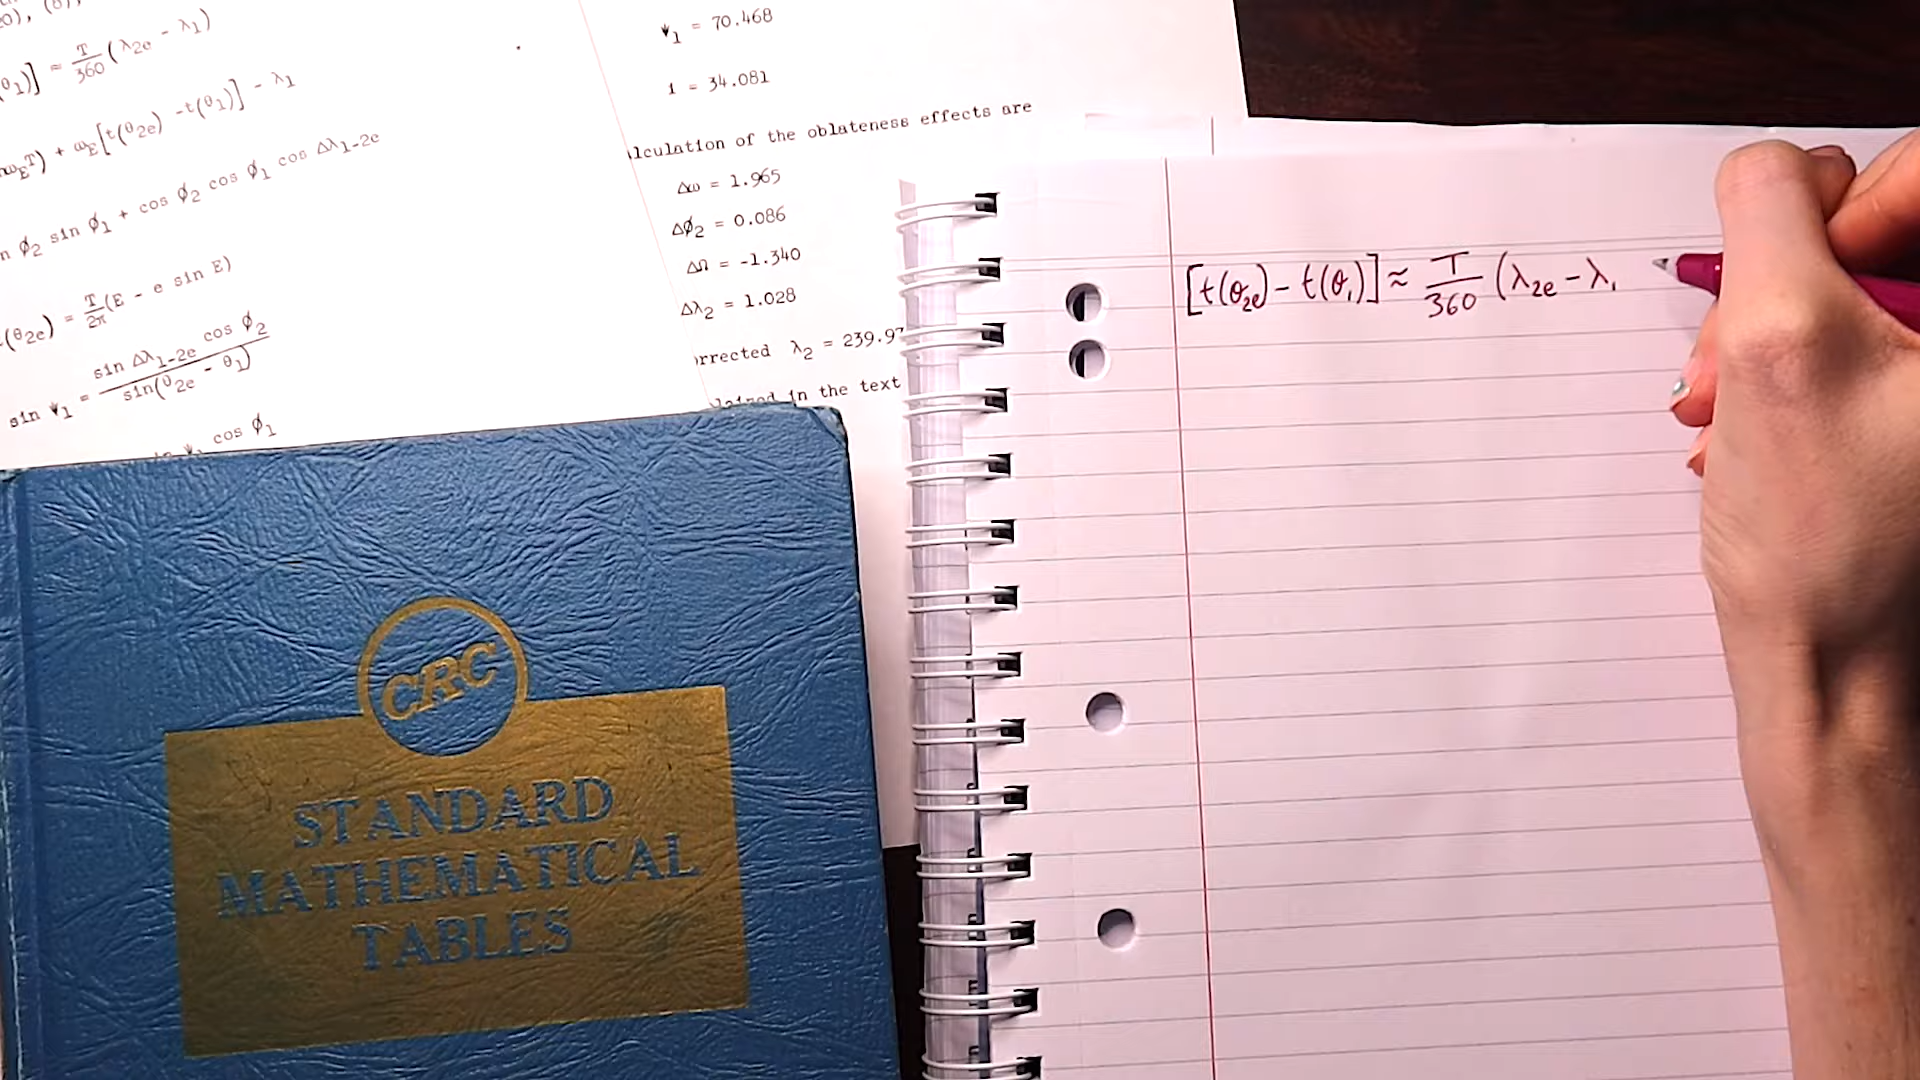 θ₁)] ≈ T/360 (λ₂ₑ - λ₁)
ω_E T) + ω_E[t(θ₂ₑ) - t(θ₁)] - λ₁
n ϕ₂ sin ϕ₁ + cos ϕ₂ cos ϕ₁ cos Δλ₁₋₂ₑ
(θ₂ₑ) = T/2π (E - e sin E)
sin ψ₁ = sin Δλ₁₋₂ₑ cos ϕ₂ / sin(θ₂ₑ - θ₁)
cos ϕ₁
ψ₁ = 70.468
1 = 34.081
lculation of the oblateness effects are
Δω = 1.965
Δϕ₂ = 0.086
ΔΩ = -1.340
Δλ₂ = 1.028
rrected λ₂ = 239.97
in the text
CRC
STANDARD
MATHEMATICAL
TABLES
[t(θ₂ₑ) - t(θ₁)] ≈ T/360 (λ₂ₑ - λ₁